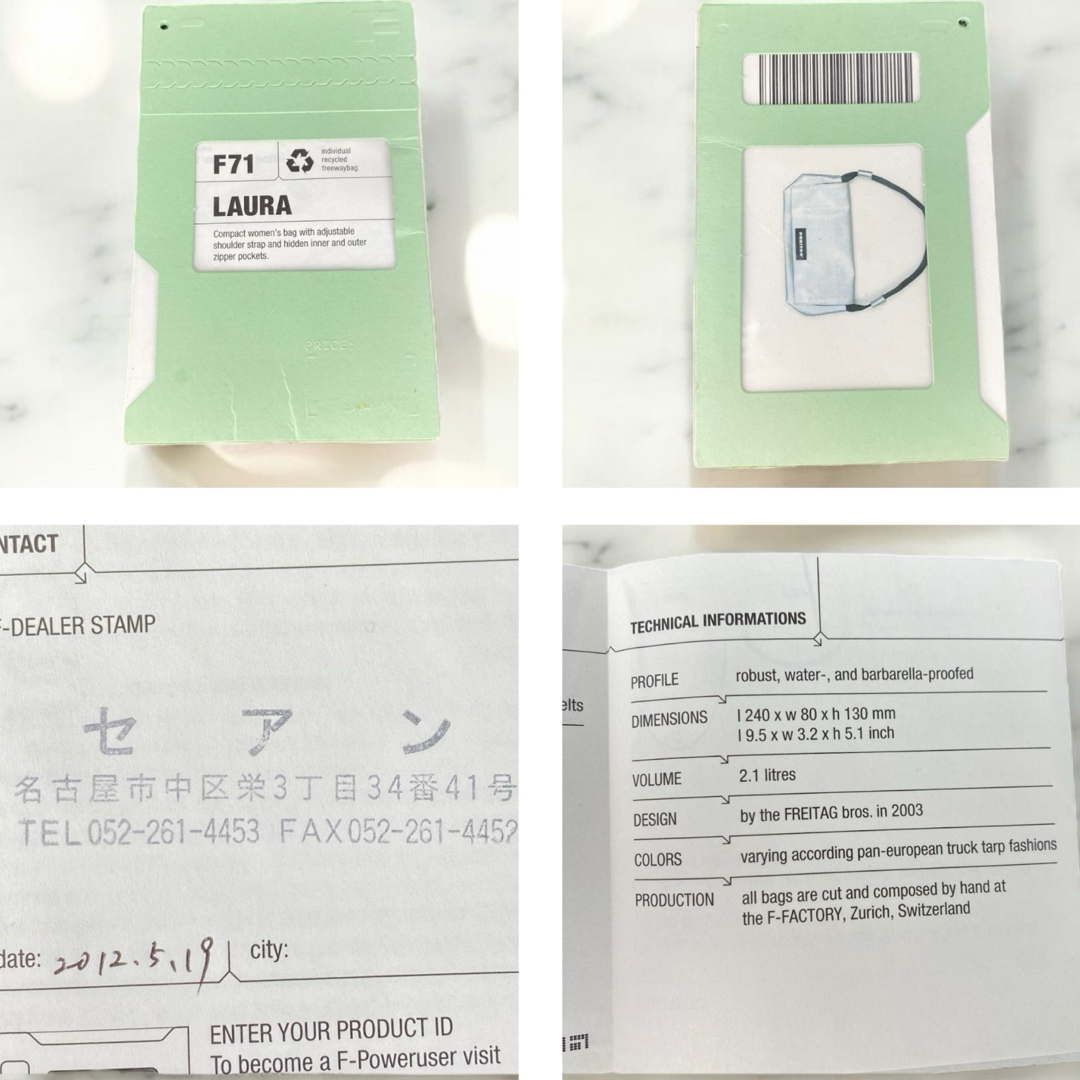 F71
individual
recycled
freewaybag
LAURA
Compact women's bag with adjustable
shoulder strap and hidden inner and outer
zipper pockets.
PRICE:
FREITAG
NTACT
F-DEALER STAMP
セアン
名古屋市中区栄3丁目34番41号
TEL052-261-4453 FAX052-261-4452
date: 2012.5.19
city:
ENTER YOUR PRODUCT ID
To become a F-Poweruser visit
elts
TECHNICAL INFORMATIONS
PROFILE robust, water-, and barbarella-proofed
DIMENSIONS l 240 x w 80 x h 130 mm
l 9.5 x w 3.2 x h 5.1 inch
VOLUME 2.1 litres
DESIGN by the FREITAG bros. in 2003
COLORS varying according pan-european truck tarp fashions
PRODUCTION all bags are cut and composed by hand at
the F-FACTORY, Zurich, Switzerland